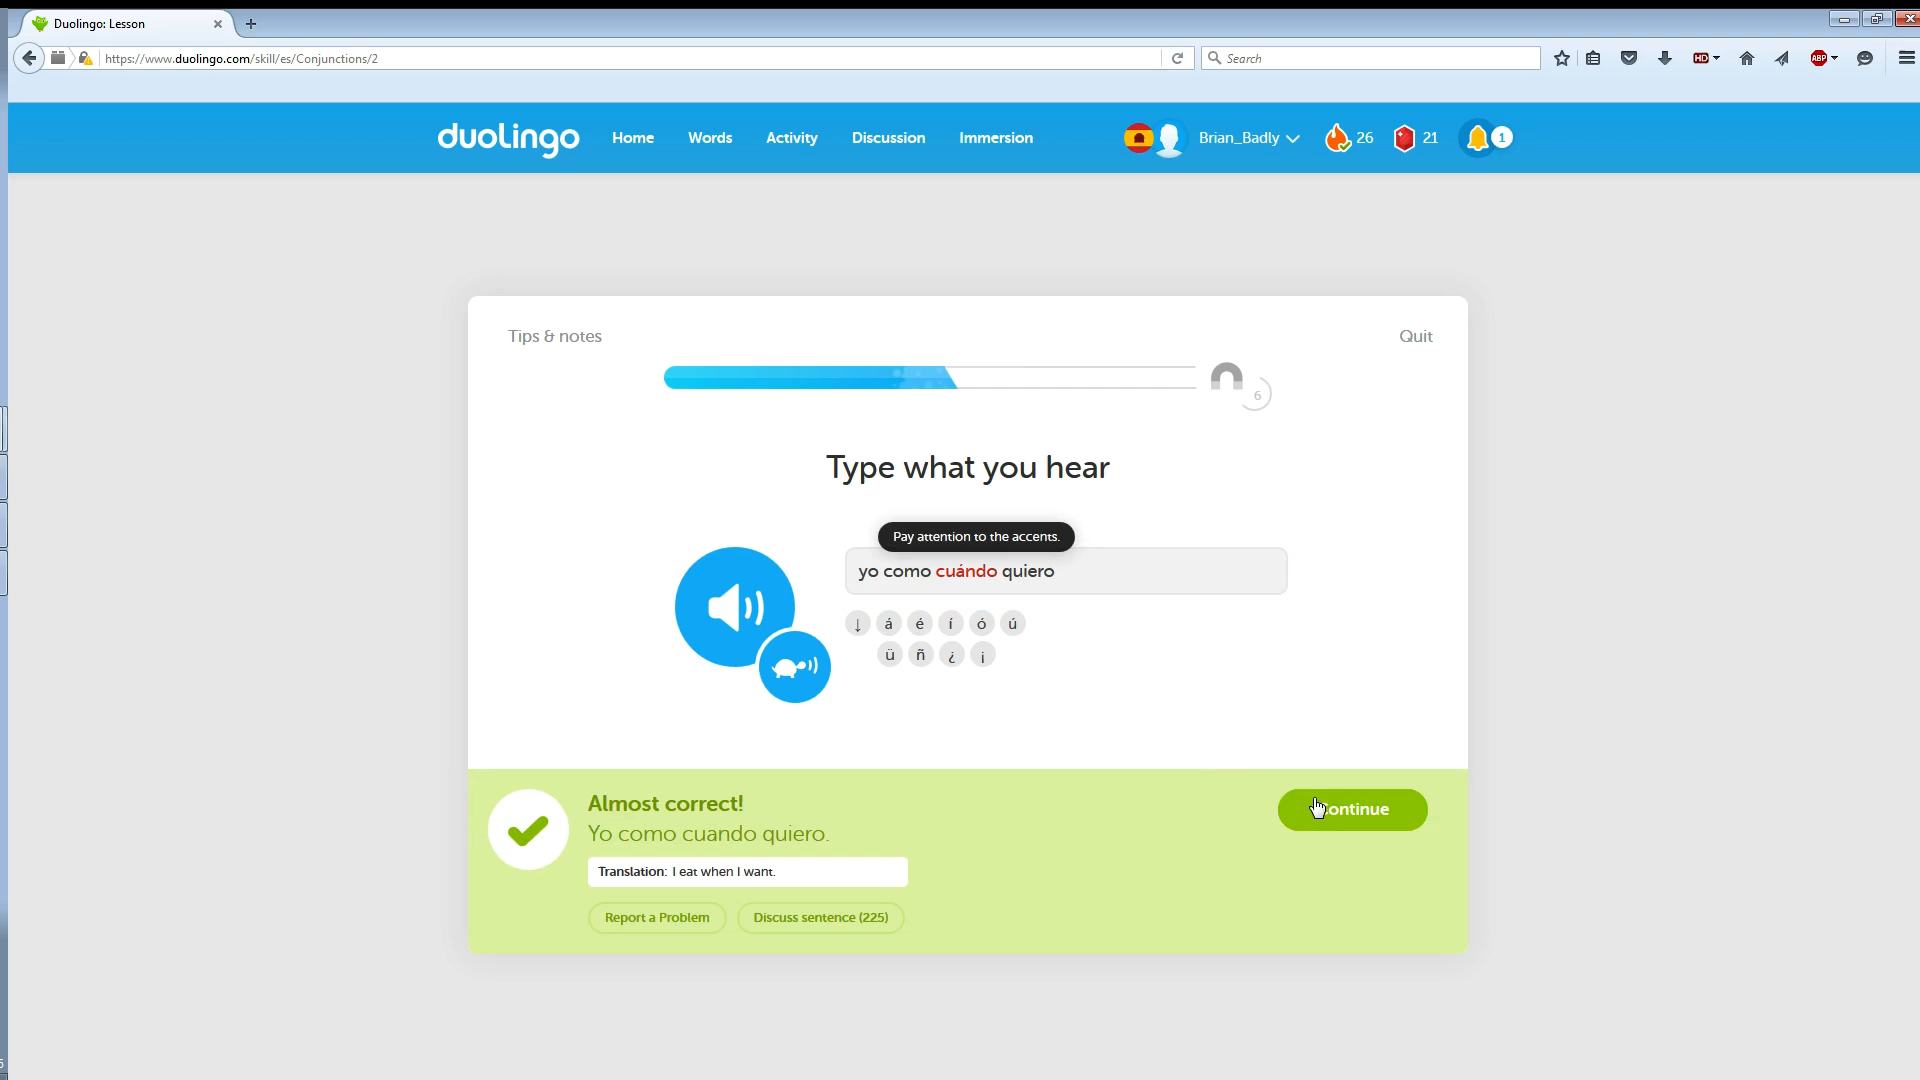 Duolingo: Lesson
https://www.duolingo.com/skill/es/Conjunctions/2
Search
HD
ABP
duolingo
Home
Words
Activity
Discussion
Immersion
Brian_Badly
26
21
1
Tips & notes
Quit
6
Type what you hear
Pay attention to the accents.
yo como cuándo quiero
↓ á é í ó ú
ü ñ ¿ ¡
Almost correct!
Yo como cuando quiero.
Translation: I eat when I want.
Report a Problem
Discuss sentence (225)
ontinue